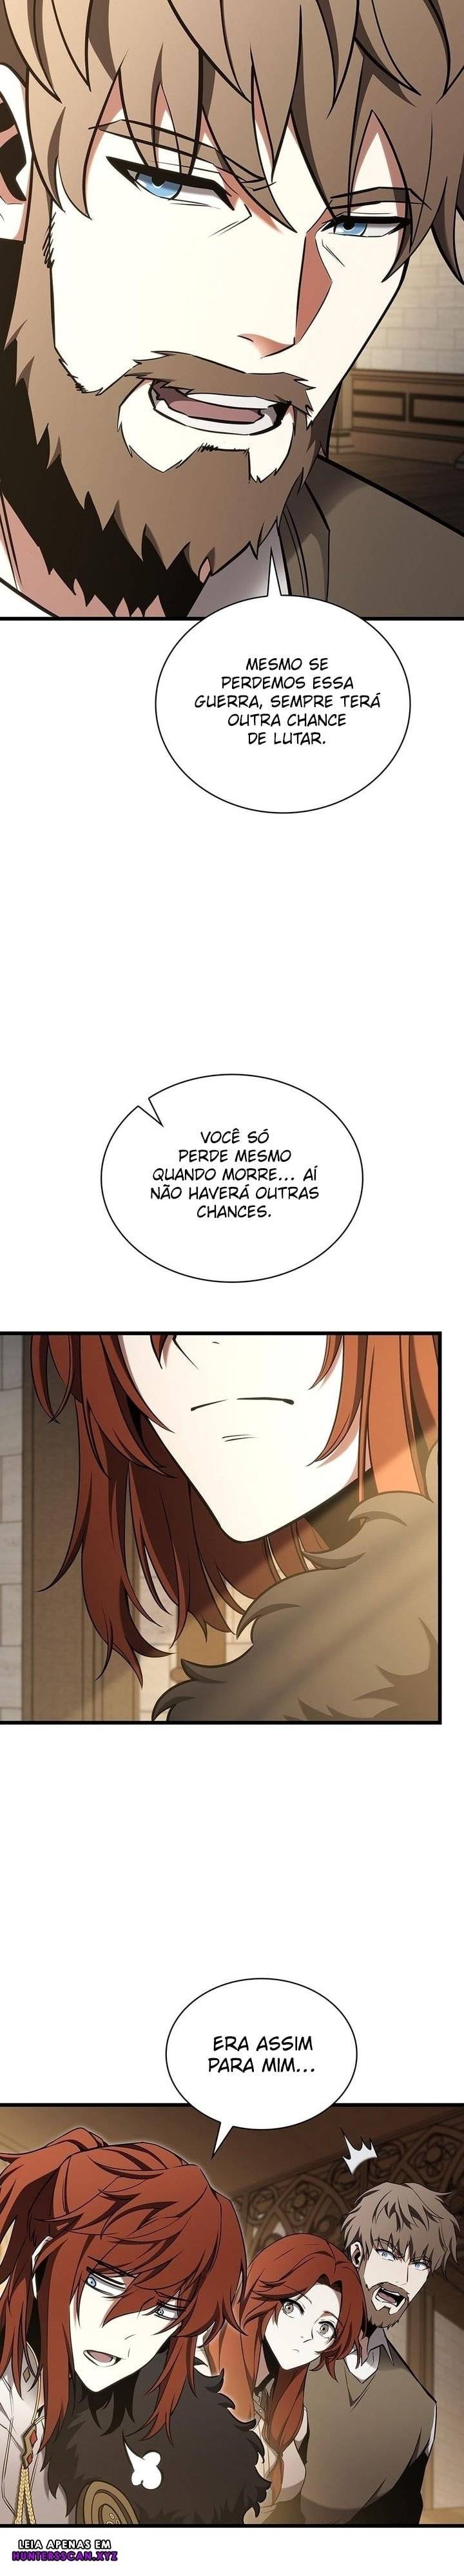 MESMO SE
PERDEMOS ESSA
GUERRA, SEMPRE TERÁ
OUTRA CHANCE
DE LUTAR.
VOCÊ SÓ
PERDE MESMO
QUANDO MORRE... AÍ
NÃO HAVERÁ OUTRAS
CHANCES.
ERA ASSIM
PARA MIM...
LEIA APENAS EM
HUNTERSSCAN.XYZ